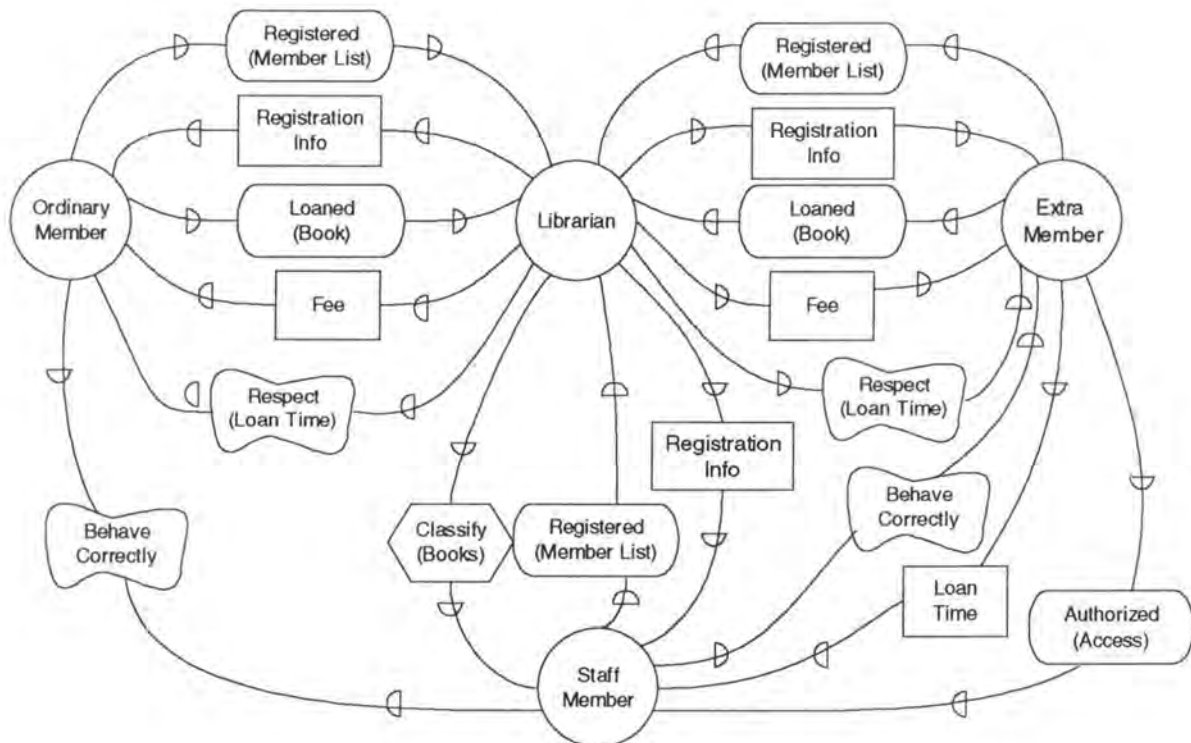 Registered
(Member List)
Registered
(Member List)
Registration
Info
Registration
Info
Ordinary
Member
Loaned
(Book)
Librarian
Loaned
(Book)
Extra
Member
Fee
Fee
Respect
(Loan Time)
Respect
(Loan Time)
Registration
Info
Behave
Correctly
Classify
(Books)
Registered
(Member List)
Behave
Correctly
Loan
Time
Authorized
(Access)
Staff
Member